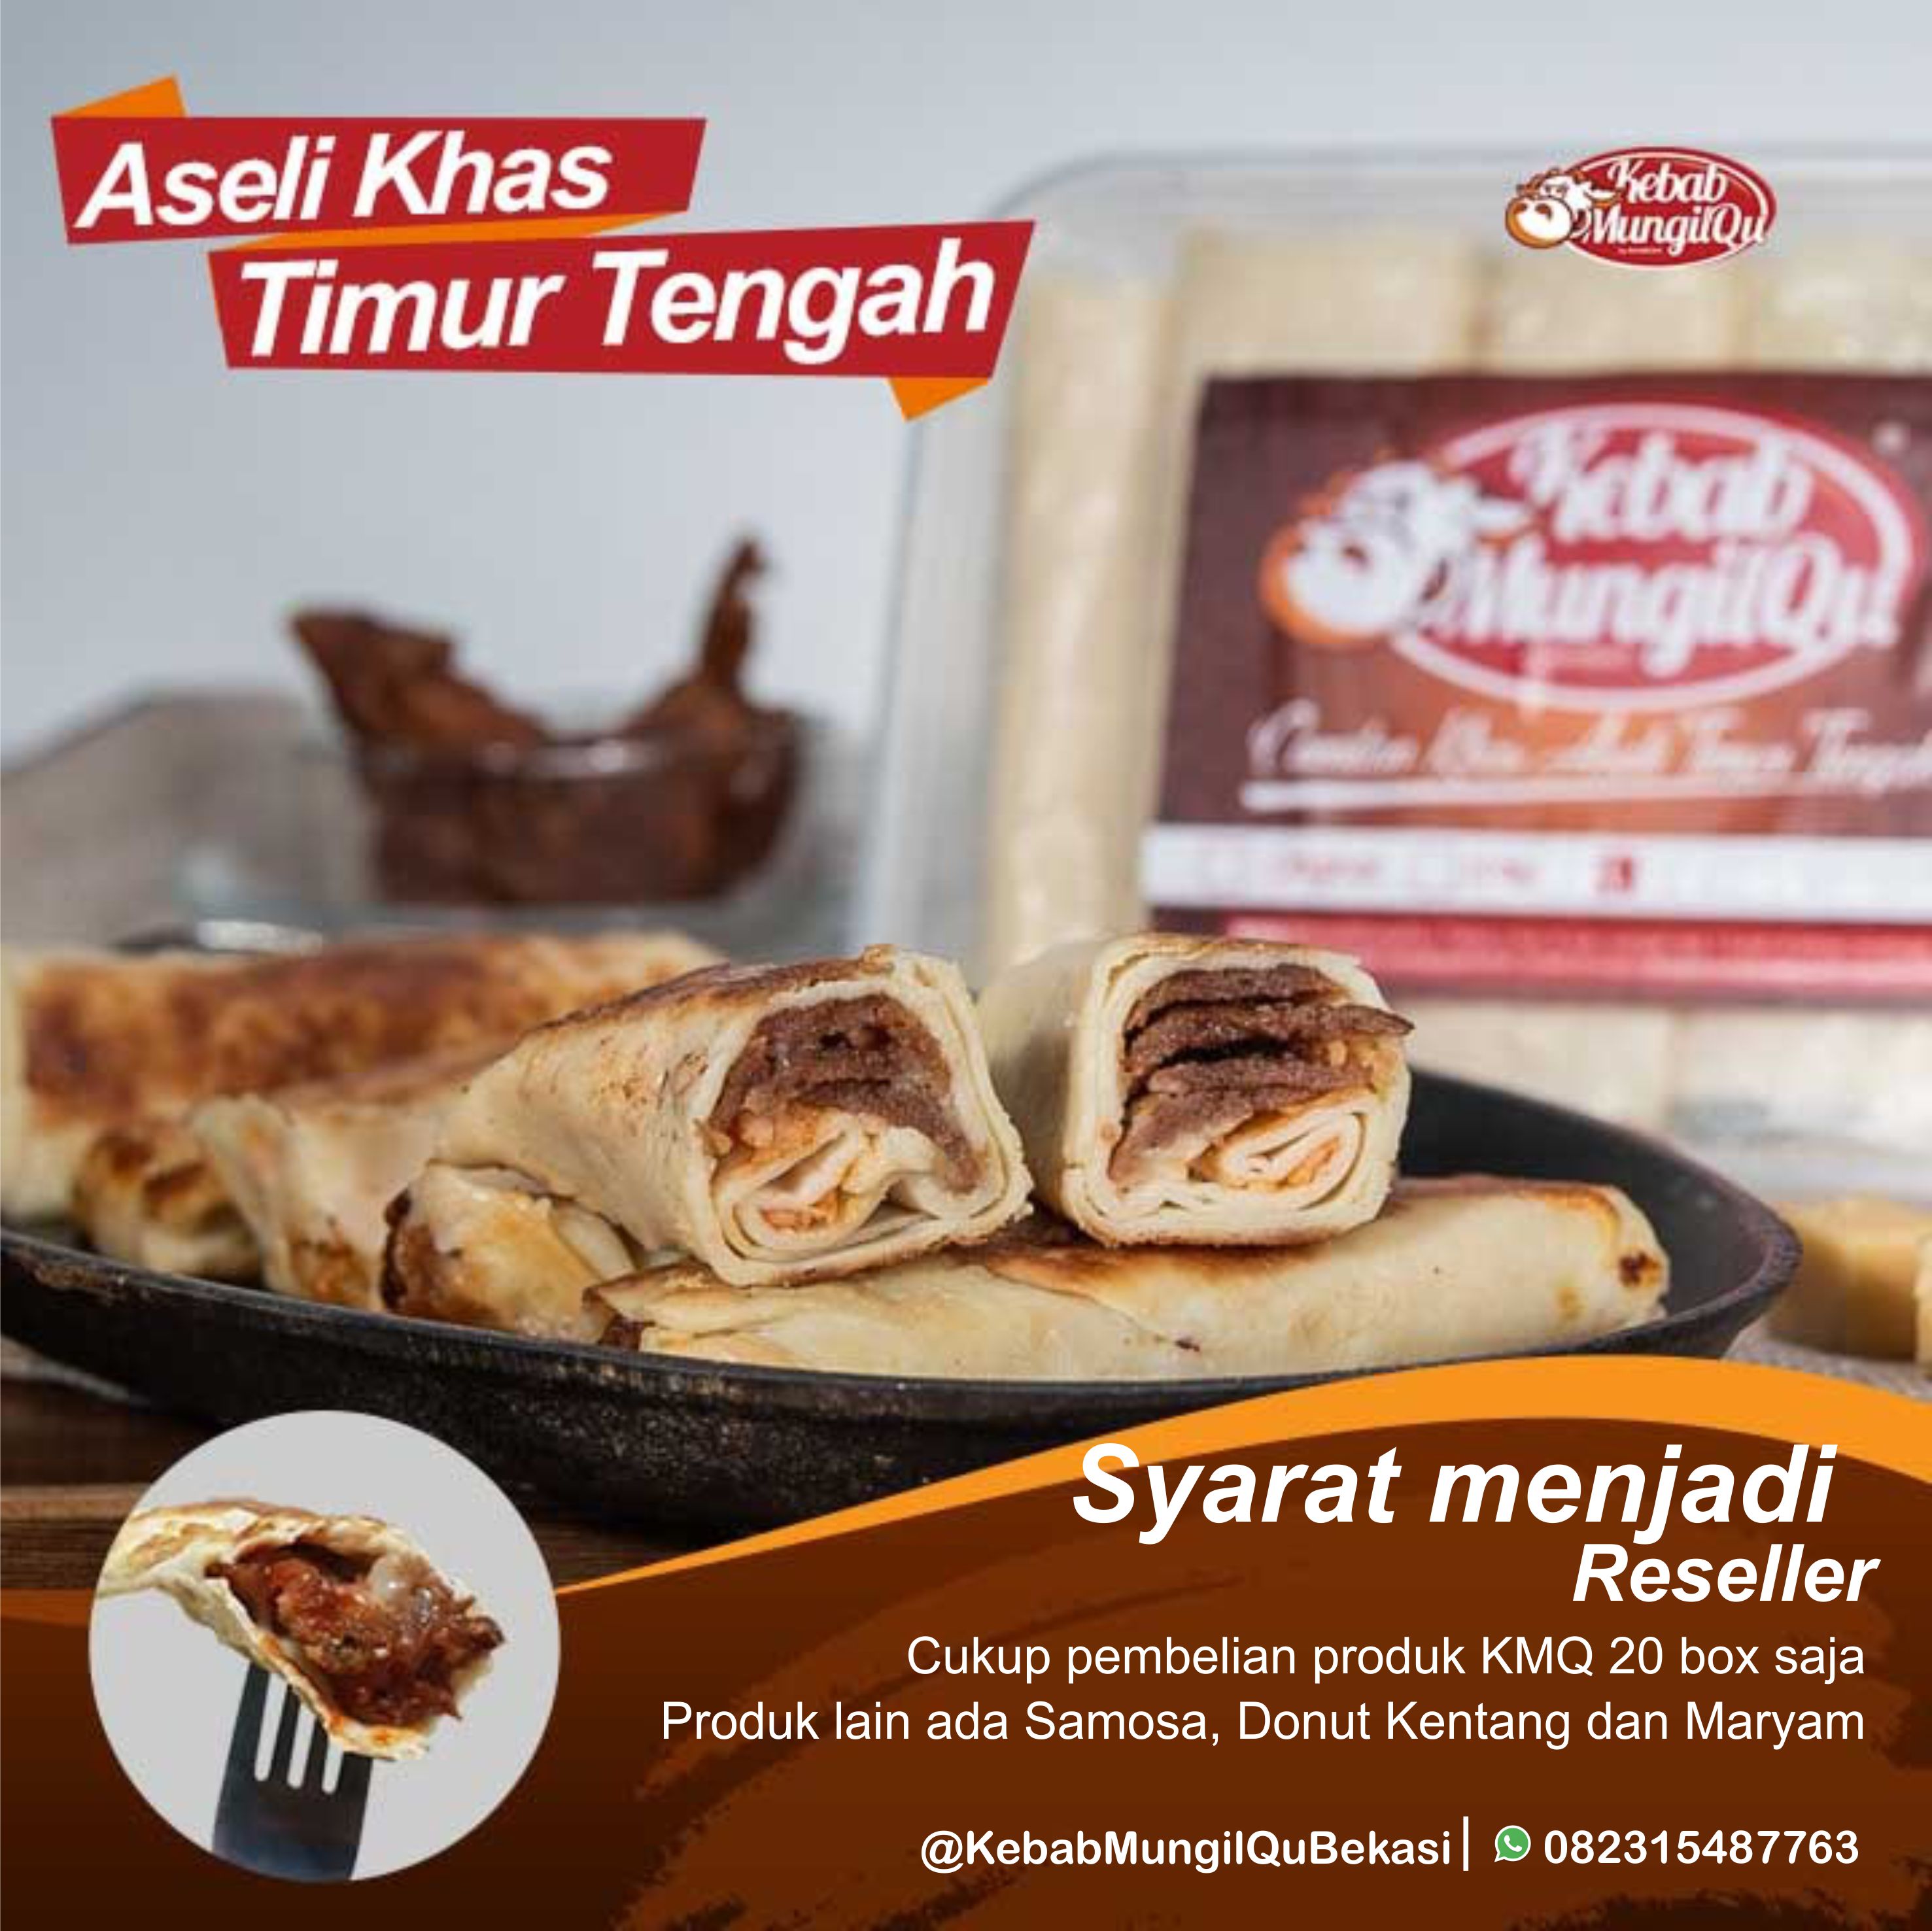 Aseli Khas
Timur Tengah
Kebab
MungilQu
Kebab
MungilQu
Syarat menjadi
Reseller
Cukup pembelian produk KMQ 20 box saja
Produk lain ada Samosa, Donut Kentang dan Maryam
@KebabMungilQuBekasi| 082315487763